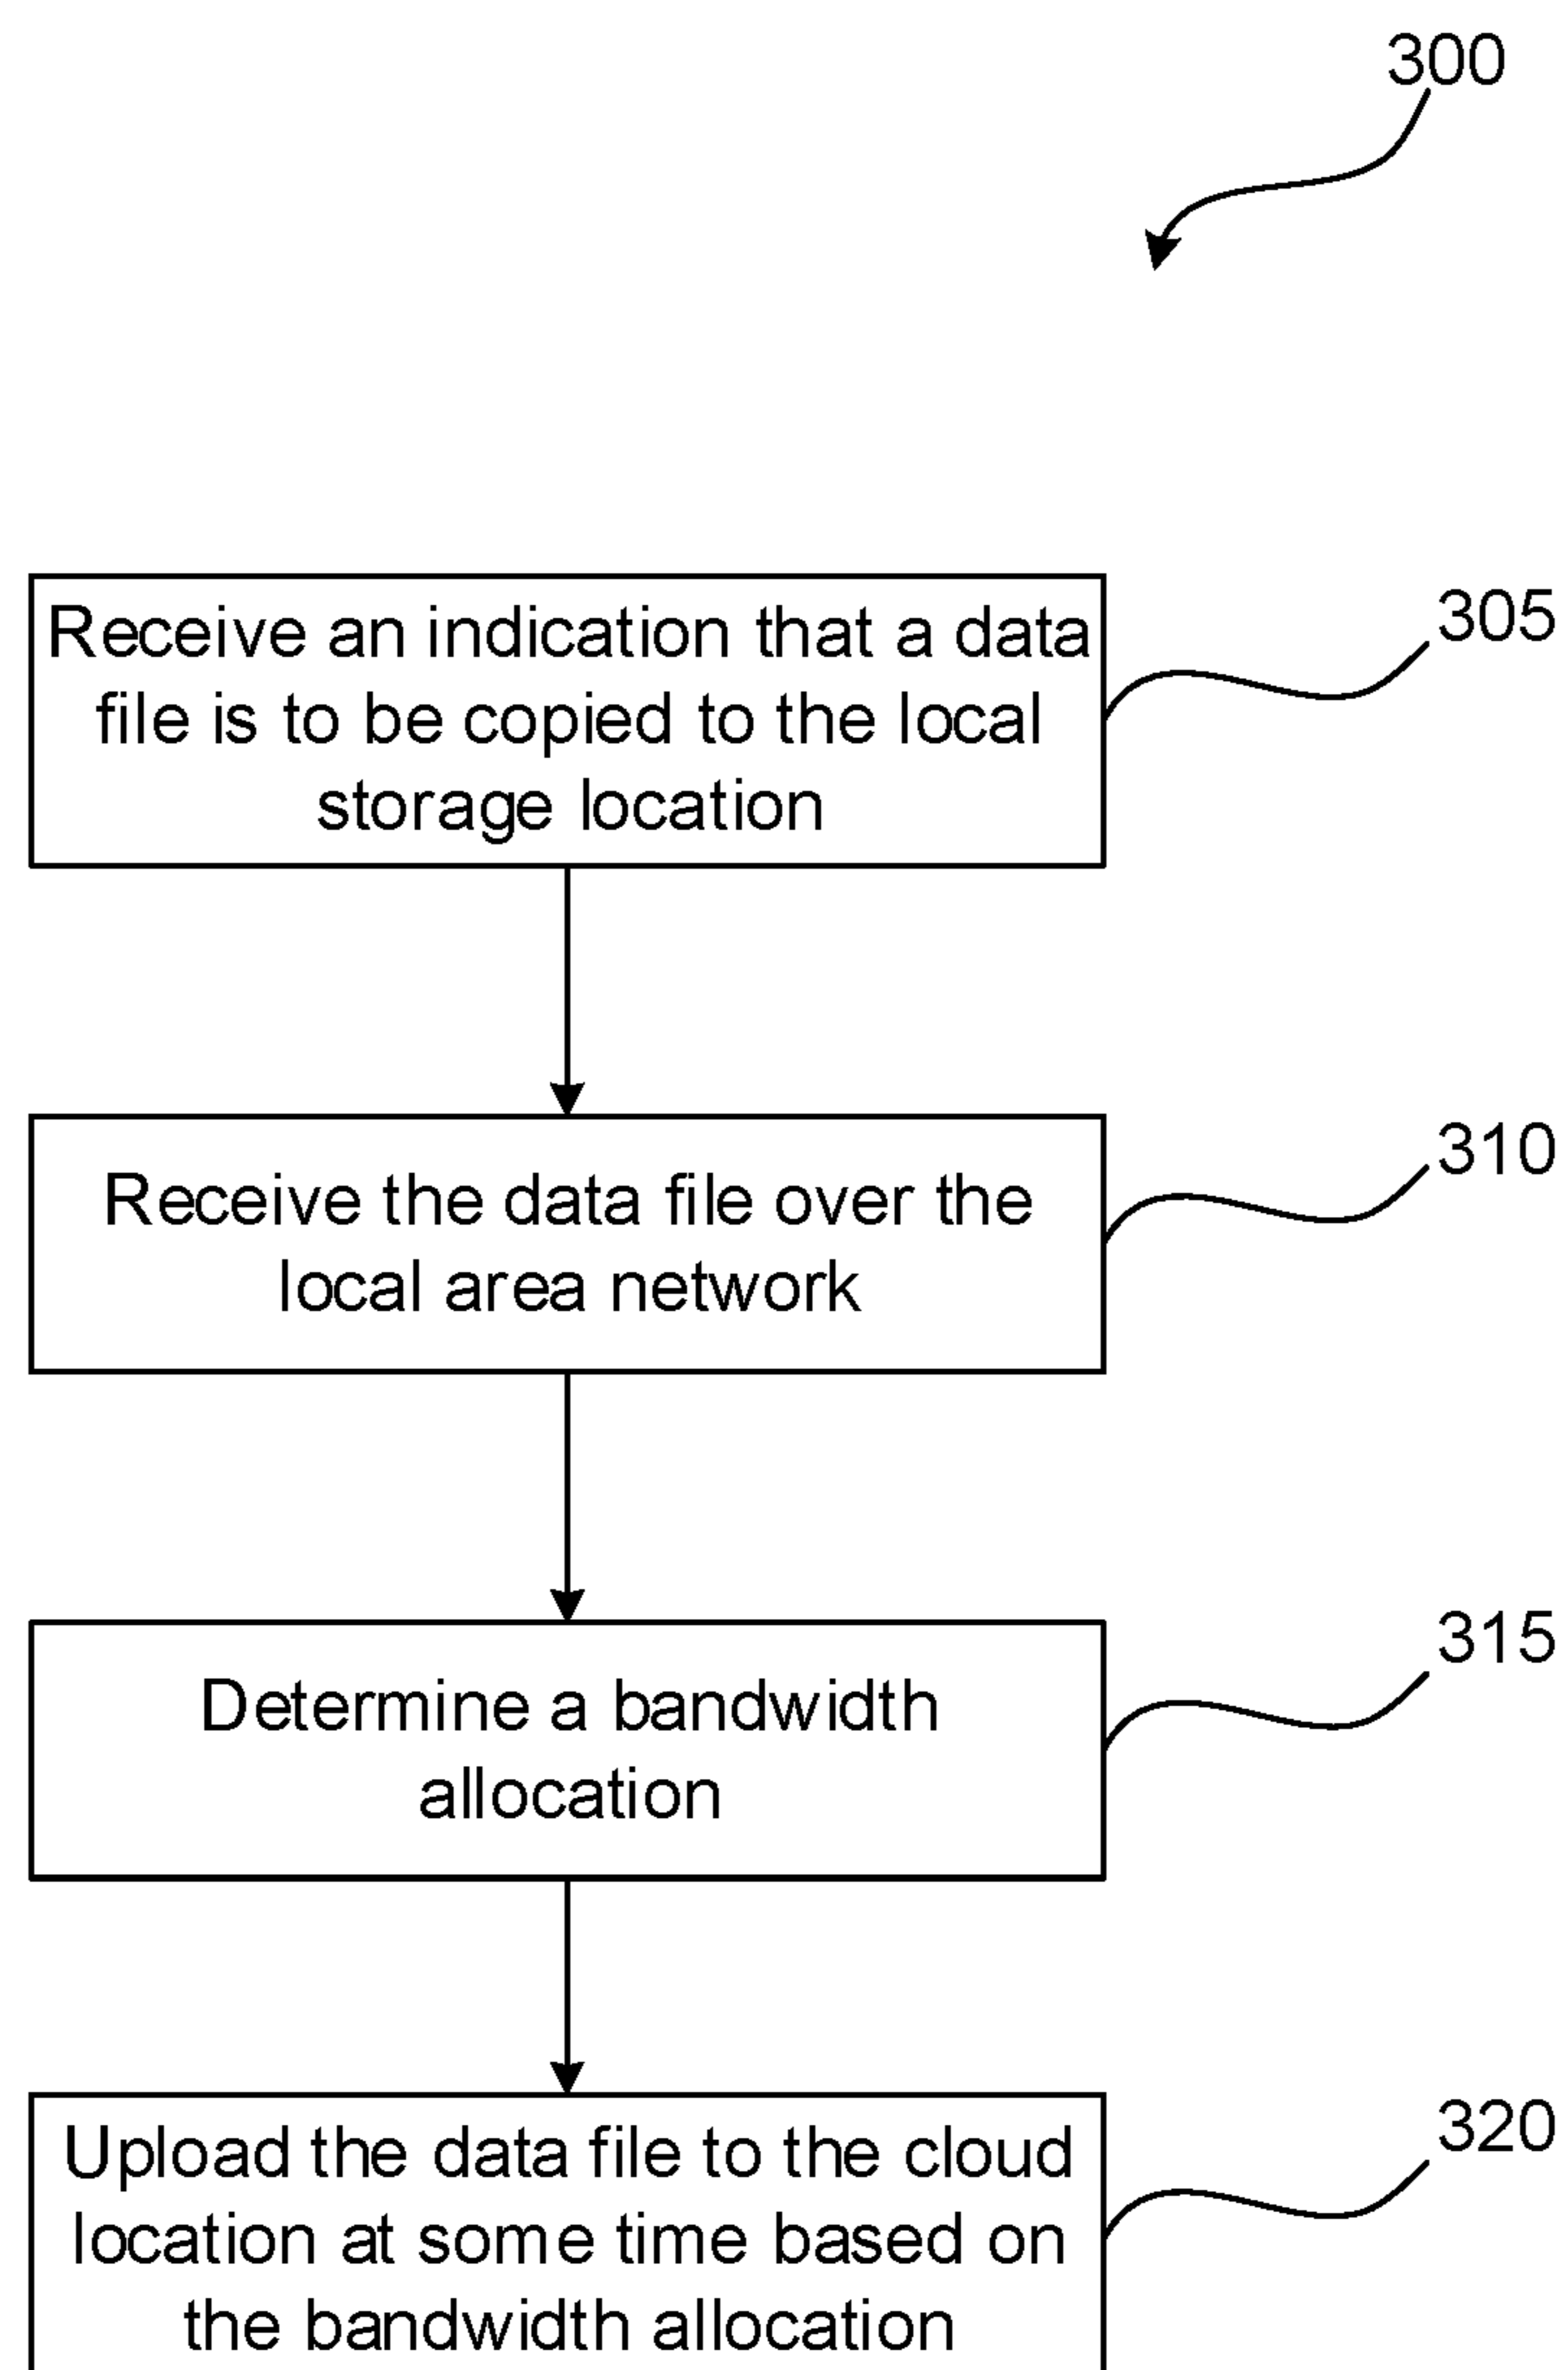 300
Receive an indication that a data
file is to be copied to the local
storage location
305
Receive the data file over the
local area network
310
Determine a bandwidth
allocation
315
Upload the data file to the cloud
location at some time based on
the bandwidth allocation
320